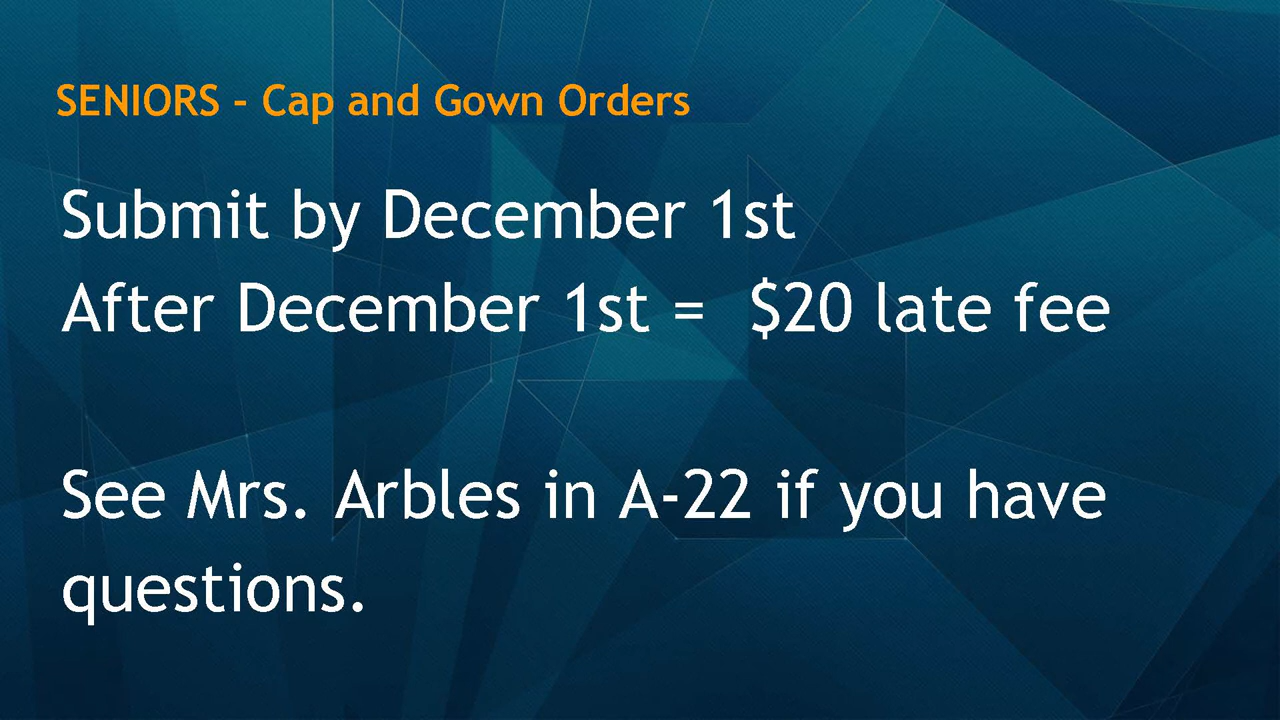 SENIORS - Cap and Gown Orders
Submit by December 1st
After December 1st =  $20 late fee
See Mrs. Arbles in A-22 if you have
questions.